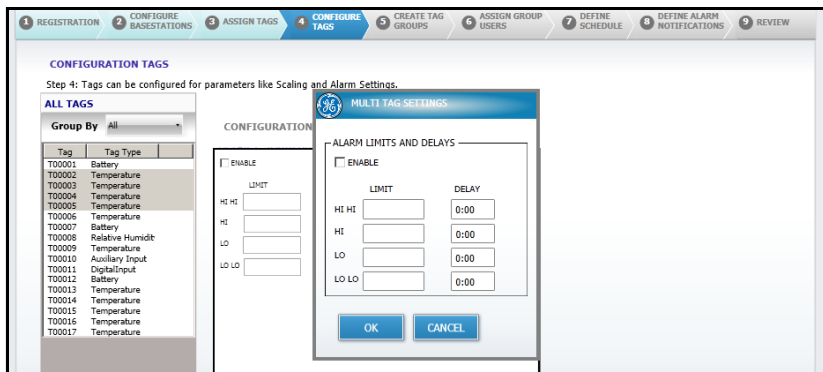 1 REGISTRATION 2 CONFIGURE BASESTATIONS 3 ASSIGN TAGS 4 CONFIGURE TAGS 5 CREATE TAG GROUPS 6 ASSIGN GROUP USERS 7 DEFINE SCHEDULE 8 DEFINE ALARM NOTIFICATIONS 9 REVIEW
CONFIGURATION TAGS
Step 4: Tags can be configured for parameters like Scaling and Alarm Settings.
ALL TAGS
Group By All
Tag Tag Type
T00001 Battery
T00002 Temperature
T00003 Temperature
T00004 Temperature
T00005 Temperature
T00006 Temperature
T00007 Battery
T00008 Relative Humidit
T00009 Temperature
T00010 Auxiliary Input
T00011 DigitalInput
T00012 Battery
T00013 Temperature
T00014 Temperature
T00015 Temperature
T00016 Temperature
T00017 Temperature
CONFIGURATION
ENABLE
LIMIT
HI HI
HI
LO
LO LO
GE MULTI TAG SETTINGS
ALARM LIMITS AND DELAYS
ENABLE
LIMIT DELAY
HI HI 0:00
HI 0:00
LO 0:00
LO LO 0:00
OK CANCEL